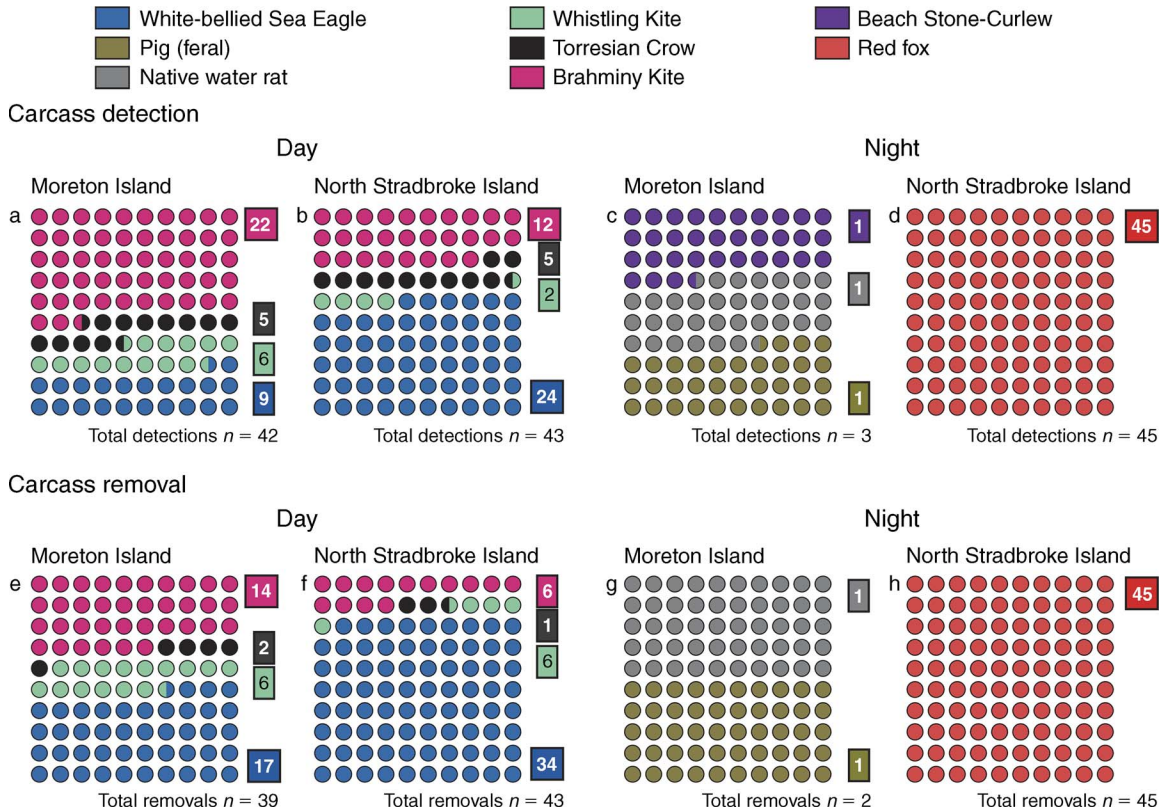 White-bellied Sea Eagle Whistling Kite Beach Stone-Curlew
Pig (feral) Torresian Crow Red fox
Native water rat Brahminy Kite
Carcass detection
Day Night
Moreton Island North Stradbroke Island Moreton Island North Stradbroke Island
a 22 b 12 c 1 d 45
5
1
2
5
6
9 24 1
Total detections n = 42 Total detections n = 43 Total detections n = 3 Total detections n = 45
Carcass removal
Day Night
Moreton Island North Stradbroke Island Moreton Island North Stradbroke Island
e 14 f 6 g 1 h 45
1
2
6 6
17 34 1
Total removals n = 39 Total removals n = 43 Total removals n = 2 Total removals n = 45